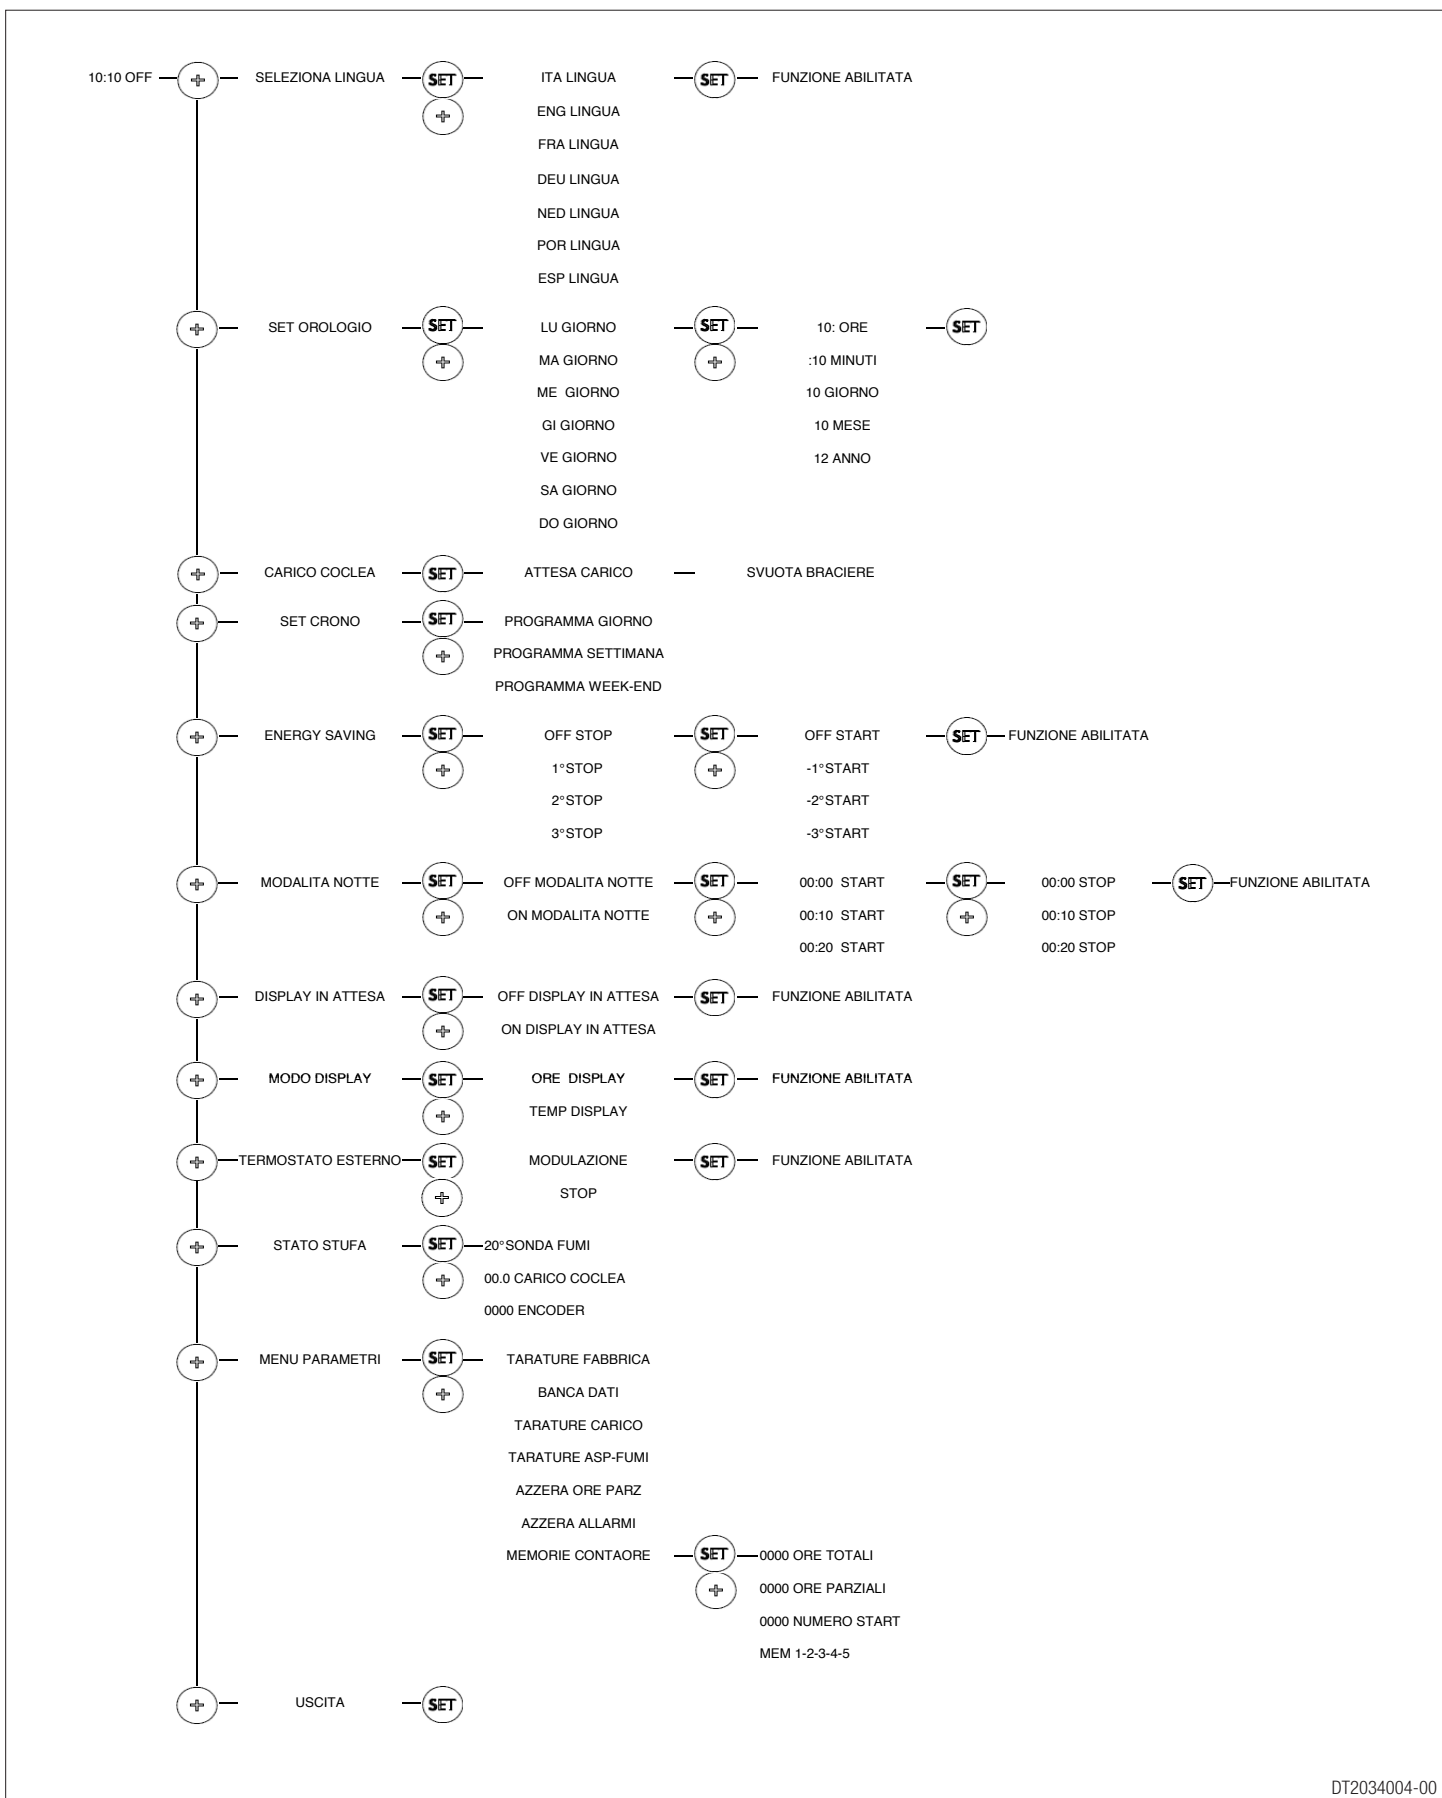 10:10 OFF + SELEZIONA LINGUA SET ITA LINGUA SET FUNZIONE ABILITATA
+ ENG LINGUA
FRA LINGUA
DEU LINGUA
NED LINGUA
POR LINGUA
ESP LINGUA
+ SET OROLOGIO SET LU GIORNO SET 10: ORE SET
+ MA GIORNO + :10 MINUTI
ME GIORNO 10 GIORNO
GI GIORNO 10 MESE
VE GIORNO 12 ANNO
SA GIORNO
DO GIORNO
+ CARICO COCLEA SET ATTESA CARICO SVUOTA BRACIERE
+ SET CRONO SET PROGRAMMA GIORNO
+ PROGRAMMA SETTIMANA
PROGRAMMA WEEK-END
+ ENERGY SAVING SET OFF STOP SET OFF START SET FUNZIONE ABILITATA
+ 1°STOP + -1°START
2°STOP -2°START
3°STOP -3°START
+ MODALITA NOTTE SET OFF MODALITA NOTTE SET 00:00 START SET 00:00 STOP SET FUNZIONE ABILITATA
+ ON MODALITA NOTTE + 00:10 START + 00:10 STOP
00:20 START 00:20 STOP
+ DISPLAY IN ATTESA SET OFF DISPLAY IN ATTESA SET FUNZIONE ABILITATA
+ ON DISPLAY IN ATTESA
+ MODO DISPLAY SET ORE DISPLAY SET FUNZIONE ABILITATA
+ TEMP DISPLAY
+ TERMOSTATO ESTERNO SET MODULAZIONE SET FUNZIONE ABILITATA
+ STOP
+ STATO STUFA SET 20°SONDA FUMI
+ 00.0 CARICO COCLEA
0000 ENCODER
+ MENU PARAMETRI SET TARATURE FABBRICA
+ BANCA DATI
TARATURE CARICO
TARATURE ASP-FUMI
AZZERA ORE PARZ
AZZERA ALLARMI
MEMORIE CONTAORE SET 0000 ORE TOTALI
+ 0000 ORE PARZIALI
0000 NUMERO START
MEM 1-2-3-4-5
+ USCITA SET
DT2034004-00